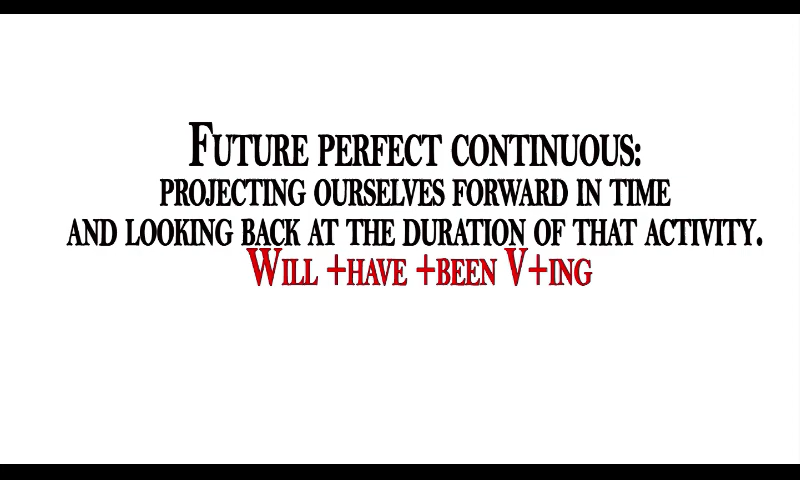 Future perfect continuous:
projecting ourselves forward in time
and looking back at the duration of that activity.
Will +have +been V+ing